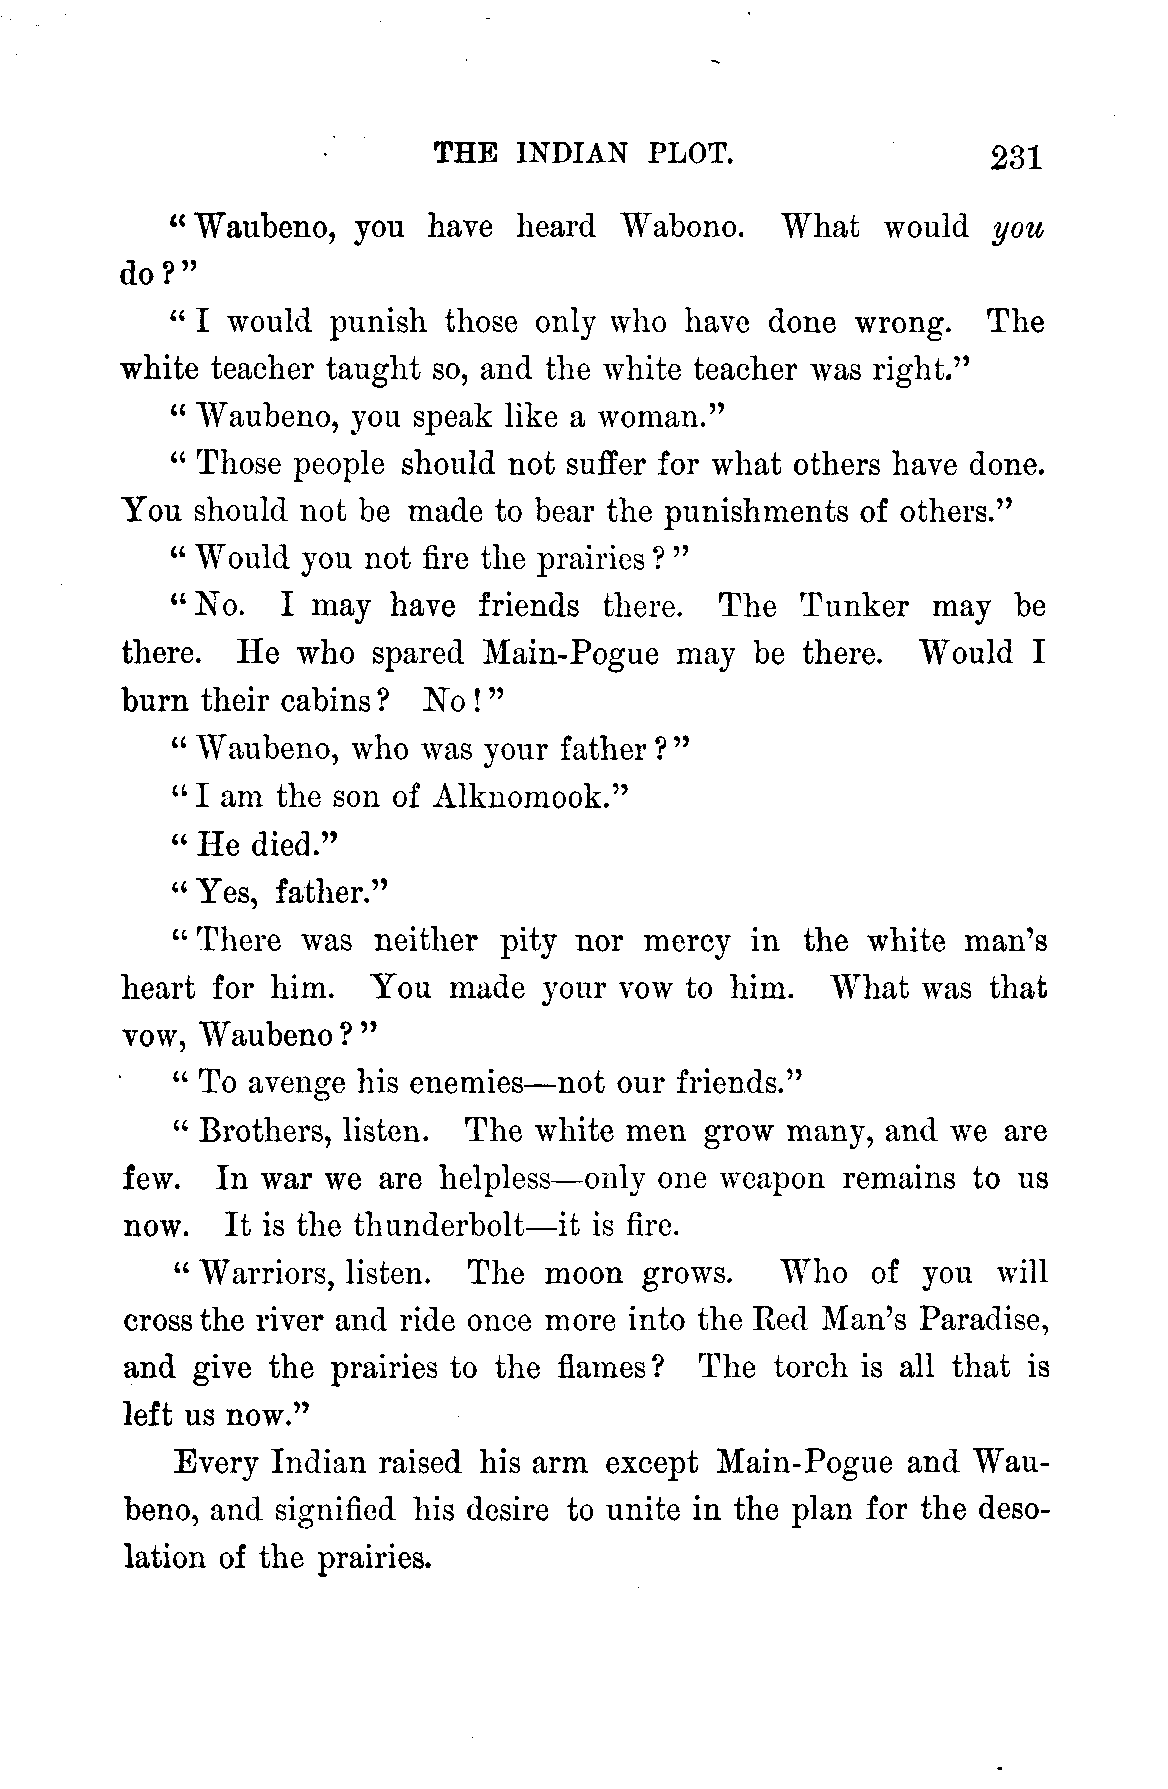 THE INDIAN PLOT. 231
"Waubeno, you have heard Wabono. What would you
do?"
"I would punish those only who have done wrong. The
white teacher taught so, and the white teacher was right."
"Waubeno, you speak like a woman."
"Those people should not suffer for what others have done.
You should not be made to bear the punishments of others."
"Would you not fire the prairies?"
"No. I may have friends there. The Tunker may be
there. He who spared Main-Pogue may be there. Would I
burn their cabins? No!"
"Waubeno, who was your father?"
"I am the son of Alknomook."
"He died."
"Yes, father."
"There was neither pity nor mercy in the white man's
heart for him. You made your vow to him. What was that
vow, Waubeno?"
"To avenge his enemies—not our friends."
"Brothers, listen. The white men grow many, and we are
few. In war we are helpless—only one weapon remains to us
now. It is the thunderbolt—it is fire.
"Warriors, listen. The moon grows. Who of you will
cross the river and ride once more into the Red Man's Paradise,
and give the prairies to the flames? The torch is all that is
left us now."
Every Indian raised his arm except Main-Pogue and Wau-
beno, and signified his desire to unite in the plan for the deso-
lation of the prairies.